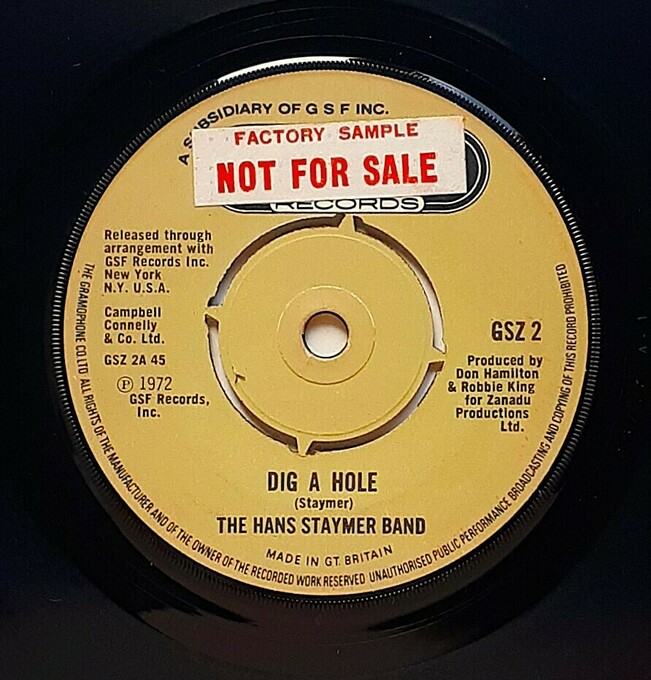 A SUBSIDIARY OF G S F INC.
FACTORY SAMPLE
NOT FOR SALE
RECORDS
Released through
arrangement with
GSF Records Inc.
New York
N.Y. U.S.A.
Campbell
Connelly
& Co. Ltd.
GSZ 2A 45
℗ 1972
GSF Records,
Inc.
GSZ 2
Produced by
Don Hamilton
& Robbie King
for Zanadu
Productions
Ltd.
DIG A HOLE
(Staymer)
THE HANS STAYMER BAND
MADE IN GT. BRITAIN
THE GRAMOPHONE CO. LTD. ALL RIGHTS OF THE MANUFACTURER AND OF THE OWNER OF THE RECORDED WORK RESERVED UNAUTHORISED PUBLIC PERFORMANCE BROADCASTING AND COPYING OF THIS RECORD PROHIBITED